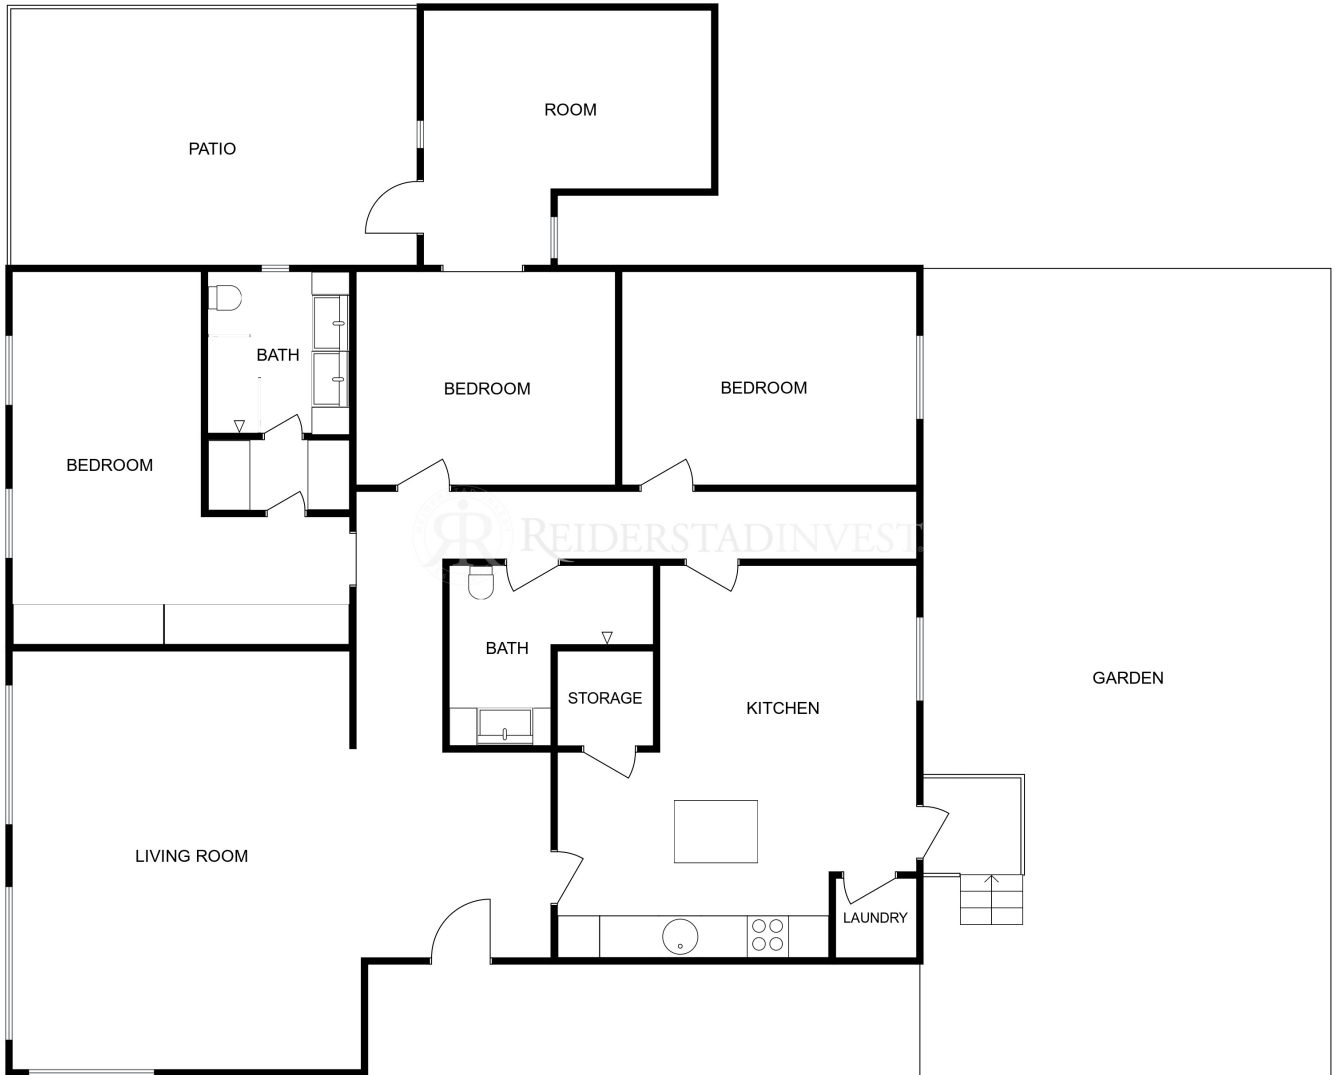 ROOM
PATIO
BATH
BEDROOM
BEDROOM
BEDROOM
REIDERSTADINVEST.
BATH
GARDEN
STORAGE
KITCHEN
LIVING ROOM
LAUNDRY